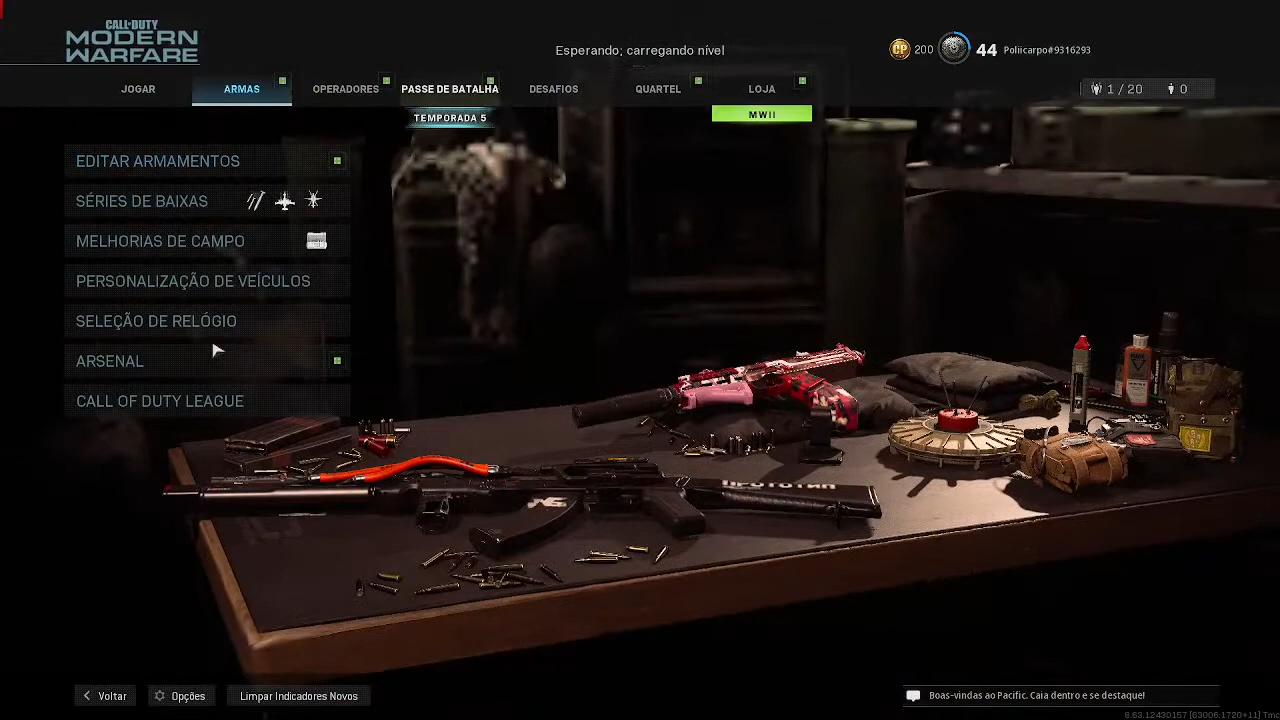 CALL OF DUTY
MODERN
WARFARE
Esperando; carregando nível
200
44
Poliicarpo#9316293
JOGAR
ARMAS
OPERADORES
PASSE DE BATALHA
DESAFIOS
QUARTEL
LOJA
1 / 20
0
TEMPORADA 5
MWII
EDITAR ARMAMENTOS
SÉRIES DE BAIXAS
MELHORIAS DE CAMPO
PERSONALIZAÇÃO DE VEÍCULOS
SELEÇÃO DE RELÓGIO
ARSENAL
CALL OF DUTY LEAGUE
ПРОТОТИП
Voltar
Opções
Limpar Indicadores Novos
Boas-vindas ao Pacific. Caia dentro e se destaque!